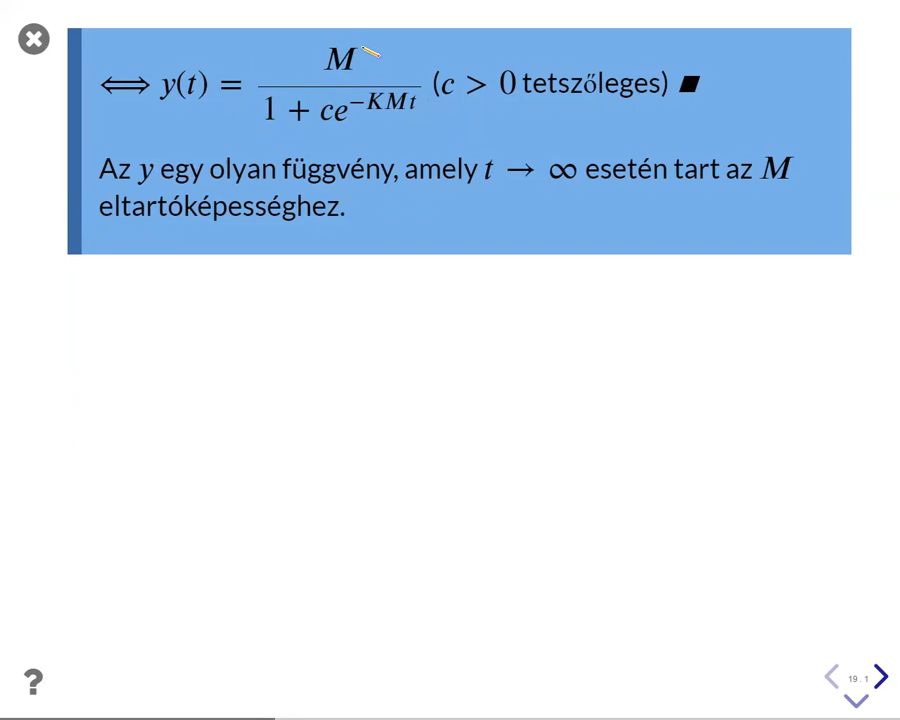 ⟺ y(t) = M / (1 + ce^{−KMt}) (c > 0 tetszőleges) ■
Az y egy olyan függvény, amely t → ∞ esetén tart az M
eltartóképességhez.
?
19 . 1